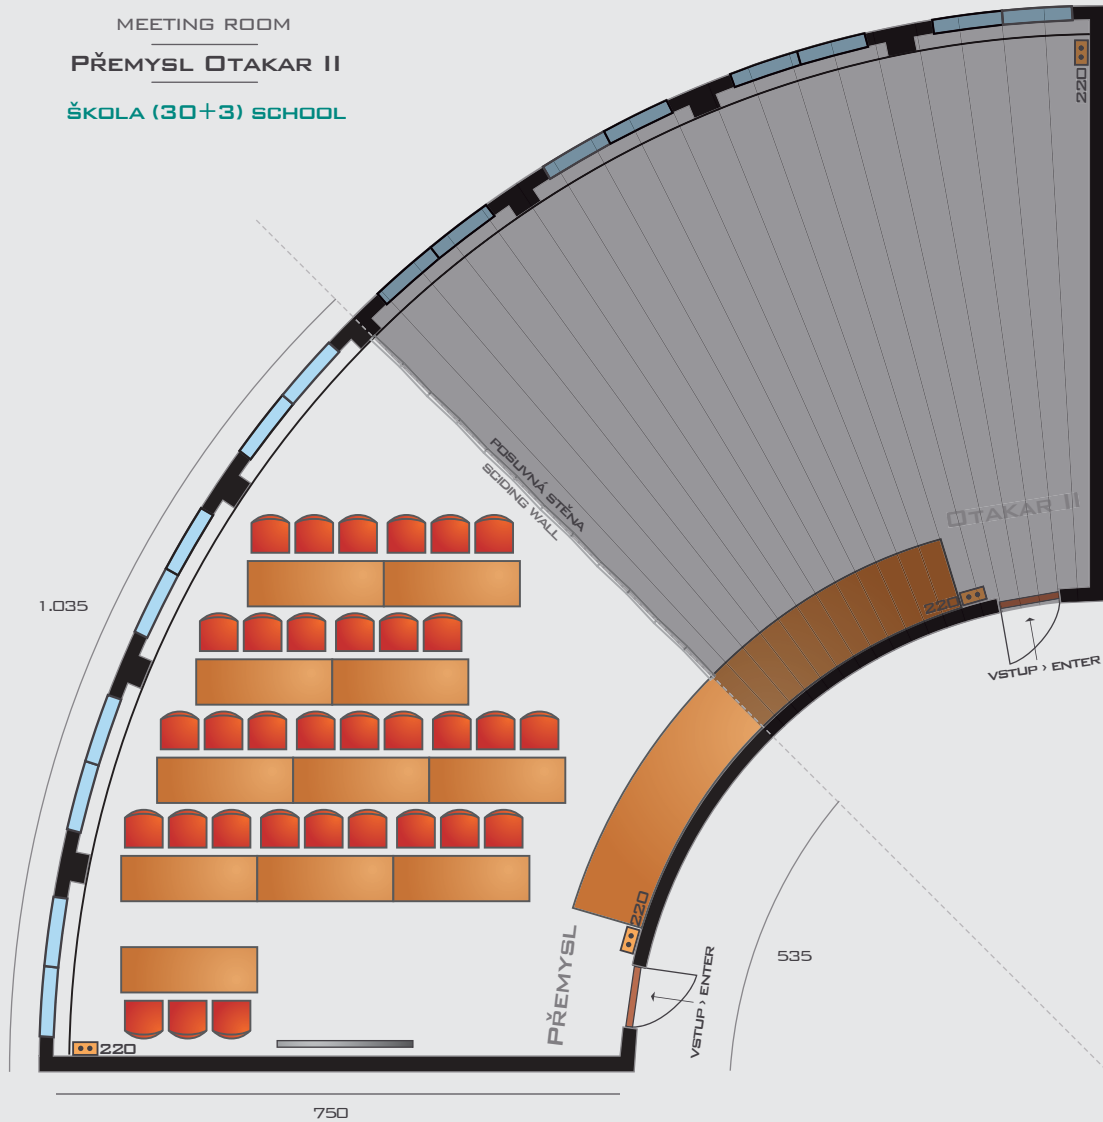 MEETING ROOM
PŘEMYSL OTAKAR II
ŠKOLA (30+3) SCHOOL
220
POSUVNÁ STĚNA
SCIDING WALL
OTAKAR II
1.035
220
VSTUP › ENTER
220
PŘEMYSL
VSTUP › ENTER
535
220
750